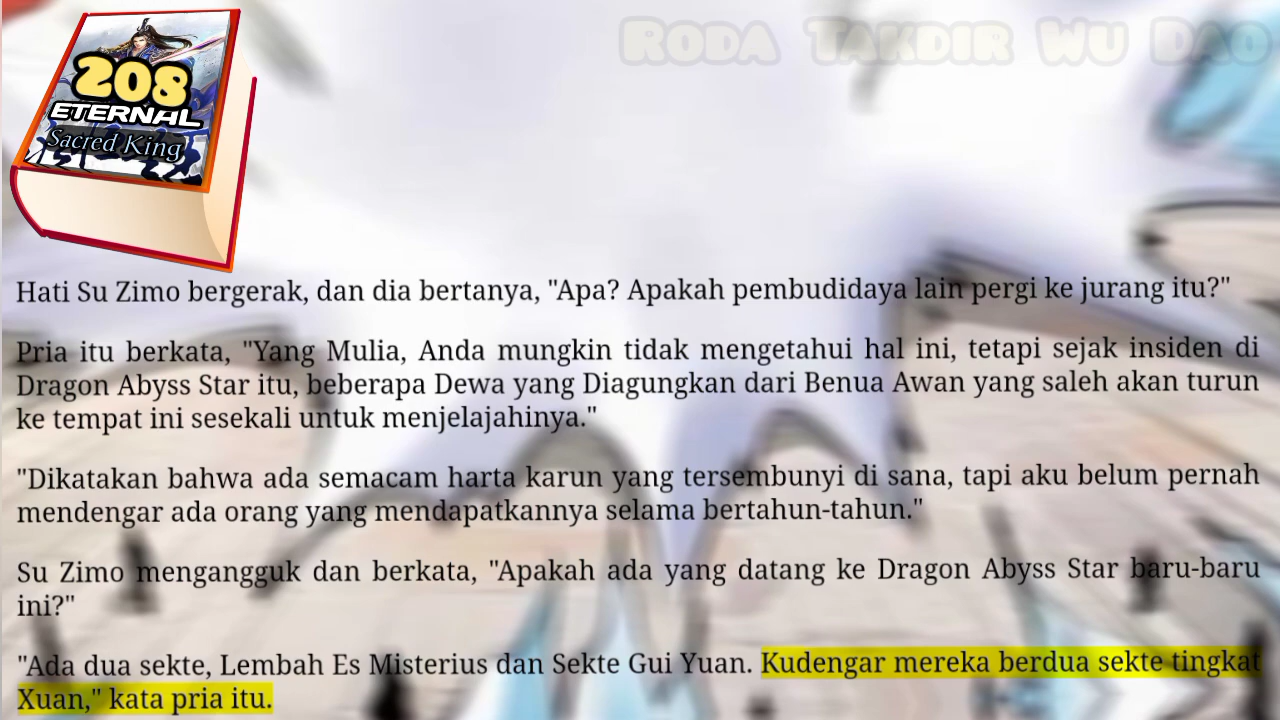 RODA TAKDIR WU DAO
208
ETERNAL
Sacred King
Hati Su Zimo bergerak, dan dia bertanya, "Apa? Apakah pembudidaya lain pergi ke jurang itu?"
Pria itu berkata, "Yang Mulia, Anda mungkin tidak mengetahui hal ini, tetapi sejak insiden di
Dragon Abyss Star itu, beberapa Dewa yang Diagungkan dari Benua Awan yang saleh akan turun
ke tempat ini sesekali untuk menjelajahinya."
"Dikatakan bahwa ada semacam harta karun yang tersembunyi di sana, tapi aku belum pernah
mendengar ada orang yang mendapatkannya selama bertahun-tahun."
Su Zimo mengangguk dan berkata, "Apakah ada yang datang ke Dragon Abyss Star baru-baru
ini?"
"Ada dua sekte, Lembah Es Misterius dan Sekte Gui Yuan. Kudengar mereka berdua sekte tingkat
Xuan," kata pria itu.